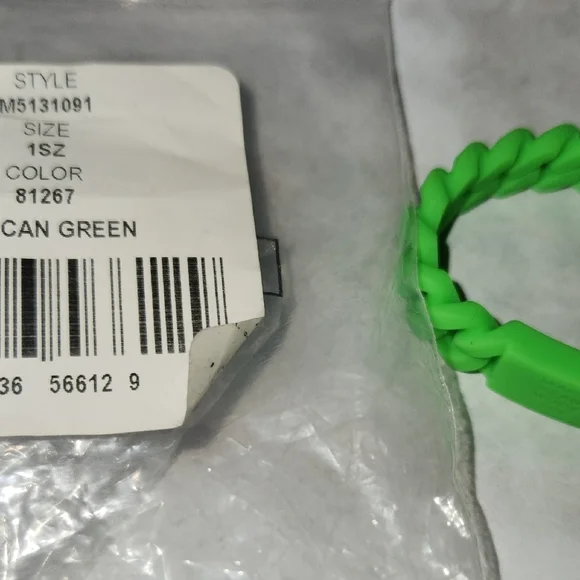 STYLE
M5131091
SIZE
1SZ
COLOR
81267
CAN GREEN
36 56612 9